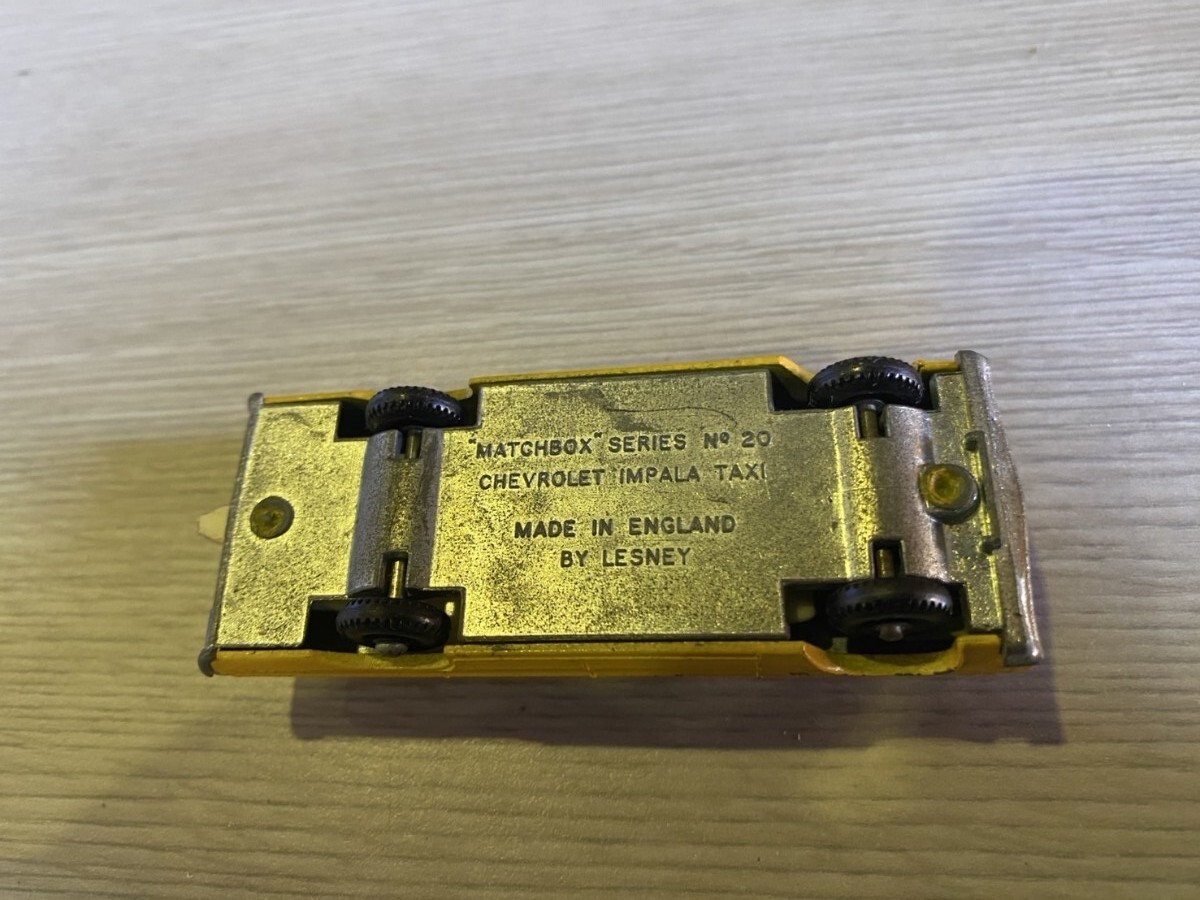 "MATCHBOX" SERIES Nº 20
CHEVROLET IMPALA TAXI
MADE IN ENGLAND
BY LESNEY